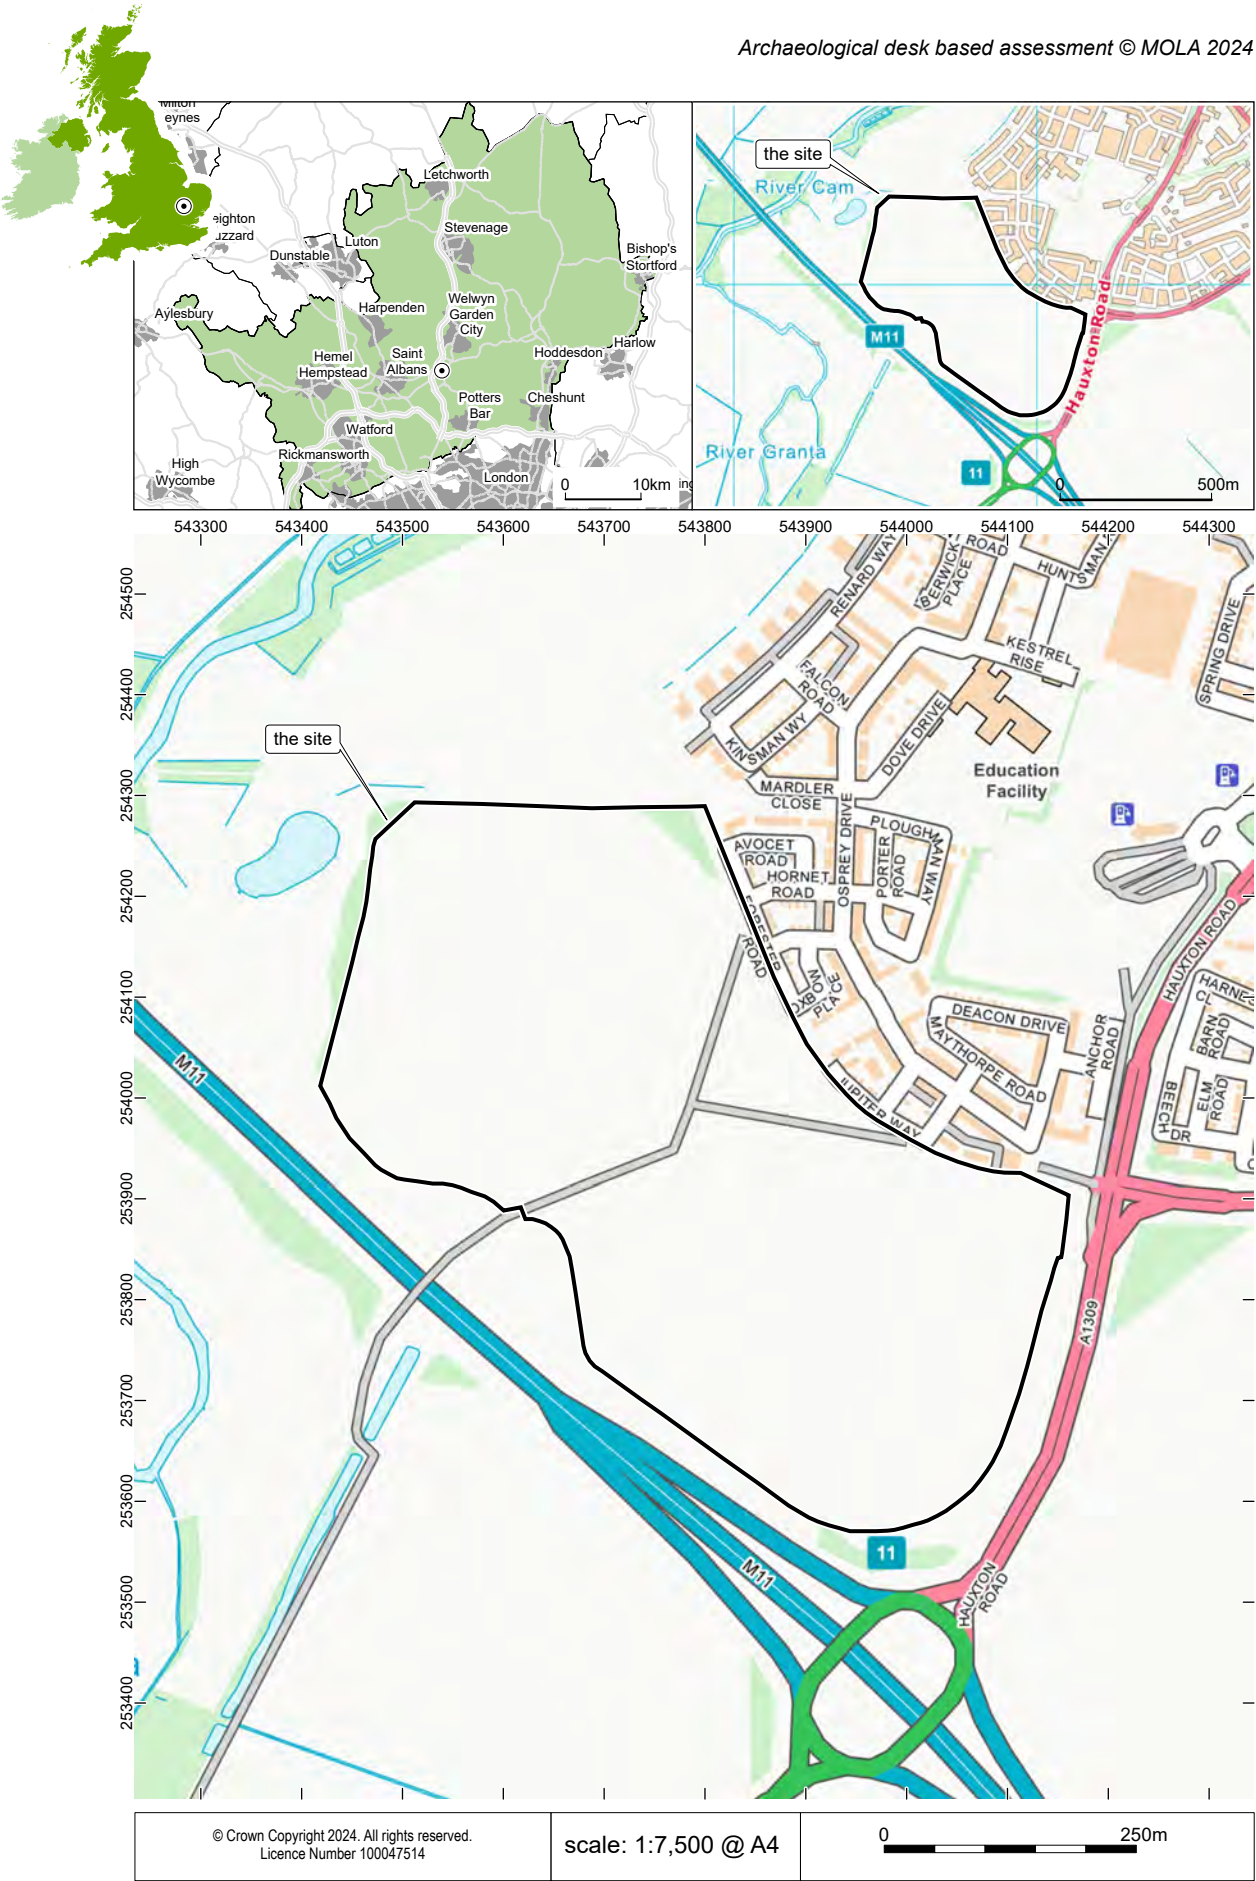 Archaeological desk based assessment © MOLA 2024
Milton
eynes
Letchworth
Stevenage
Luton
Dunstable
Bishop's
Stortford
eighton
uzzard
Aylesbury
Harpenden
Welwyn
Garden
City
Hemel
Hempstead
Saint
Albans
Hoddesdon
Harlow
Potters
Bar
Cheshunt
Watford
Rickmansworth
High
Wycombe
London
0 10km
ing
the site
River Cam
M11
Hauxton Road
River Granta
11
0 500m
543300 543400 543500 543600 543700 543800 543900 544000 544100 544200 544300
254500
254400
254300
254200
254100
254000
253900
253800
253700
253600
253500
253400
RENARD WAY
BERWICK
PLACE
ROAD
HUNTSMAN
KESTREL
RISE
SPRING DRIVE
FALCON
ROAD
KINSMAN WY
DOVE DRIVE
the site
Education
Facility
MARDLER
CLOSE
OSPREY DRIVE
PLOUGHMAN WAY
AVOCET
ROAD
HORNET
ROAD
PORTER
ROAD
FORESTER
ROAD
OXBOW
PLACE
HAUXTON ROAD
DEACON DRIVE
MAYTHORPE ROAD
ANCHOR
ROAD
HARNE
CL
BARN
ROAD
ELM
ROAD
BEECH
DR
JUPITER WAY
M11
A1309
11
M11
HAUXTON
ROAD
© Crown Copyright 2024. All rights reserved.
Licence Number 100047514
scale: 1:7,500 @ A4
0 250m